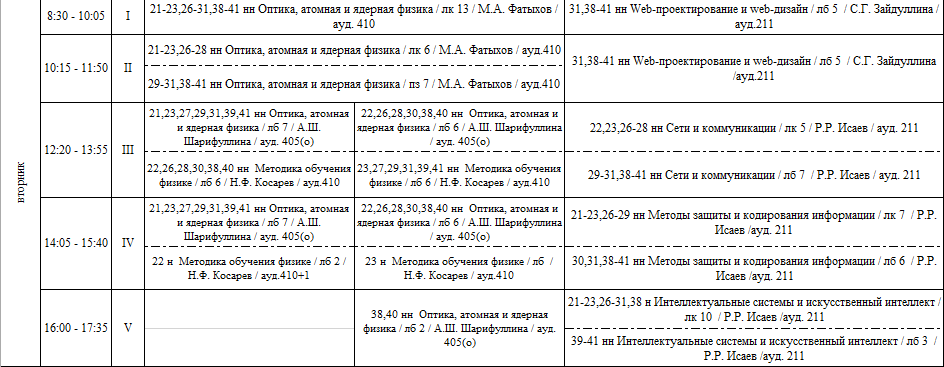 вторник
8:30 - 10:05
I
21-23,26-31,38-41 нн Оптика, атомная и ядерная физика / лк 13 / М.А. Фатыхов /
ауд. 410
31,38-41 нн Web-проектирование и web-дизайн / лб 5 / С.Г. Зайдуллина /
ауд.211
10:15 - 11:50
II
21-23,26-28 нн Оптика, атомная и ядерная физика / лк 6 / М.А. Фатыхов / ауд.410
29-31,38-41 нн Оптика, атомная и ядерная физика / пз 7 / М.А. Фатыхов / ауд.410
31,38-41 нн Web-проектирование и web-дизайн / лб 5 / С.Г. Зайдуллина
/ауд.211
12:20 - 13:55
III
21,23,27,29,31,39,41 нн Оптика, атомная
и ядерная физика / лб 7 / А.Ш.
Шарифуллина / ауд. 405(о)
22,26,28,30,38,40 нн Оптика, атомная и
ядерная физика / лб 6 / А.Ш. Шарифуллина
/ ауд. 405(о)
22,23,26-28 нн Сети и коммуникации / лк 5 / Р.Р. Исаев / ауд. 211
22,26,28,30,38,40 нн Методика обучения
физике / лб 6 / Н.Ф. Косарев / ауд.410
23,27,29,31,39,41 нн Методика обучения
физике / лб 6 / Н.Ф. Косарев / ауд.410
29-31,38-41 нн Сети и коммуникации / лб 7 / Р.Р. Исаев / ауд. 211
14:05 - 15:40
IV
21,23,27,29,31,39,41 нн Оптика, атомная
и ядерная физика / лб 7 / А.Ш.
Шарифуллина / ауд. 405(о)
22,26,28,30,38,40 нн Оптика, атомная и
ядерная физика / лб 6 / А.Ш. Шарифуллина
/ ауд. 405(о)
21-23,26-29 нн Методы защиты и кодирования информации / лк 7 / Р.Р.
Исаев /ауд. 211
22 н Методика обучения физике / лб 2 /
Н.Ф. Косарев / ауд.410+1
23 н Методика обучения физике / лб /
Н.Ф. Косарев / ауд.410
30,31,38-41 нн Методы защиты и кодирования информации / лб 6 / Р.Р.
Исаев /ауд. 211
16:00 - 17:35
V
38,40 нн Оптика, атомная и ядерная
физика / лб 2 / А.Ш. Шарифуллина / ауд.
405(о)
21-23,26-31,38 н Интеллектуальные системы и искусственный интеллект /
лк 10 / Р.Р. Исаев /ауд. 211
39-41 нн Интеллектуальные системы и искусственный интеллект / лб 3 /
Р.Р. Исаев /ауд. 211